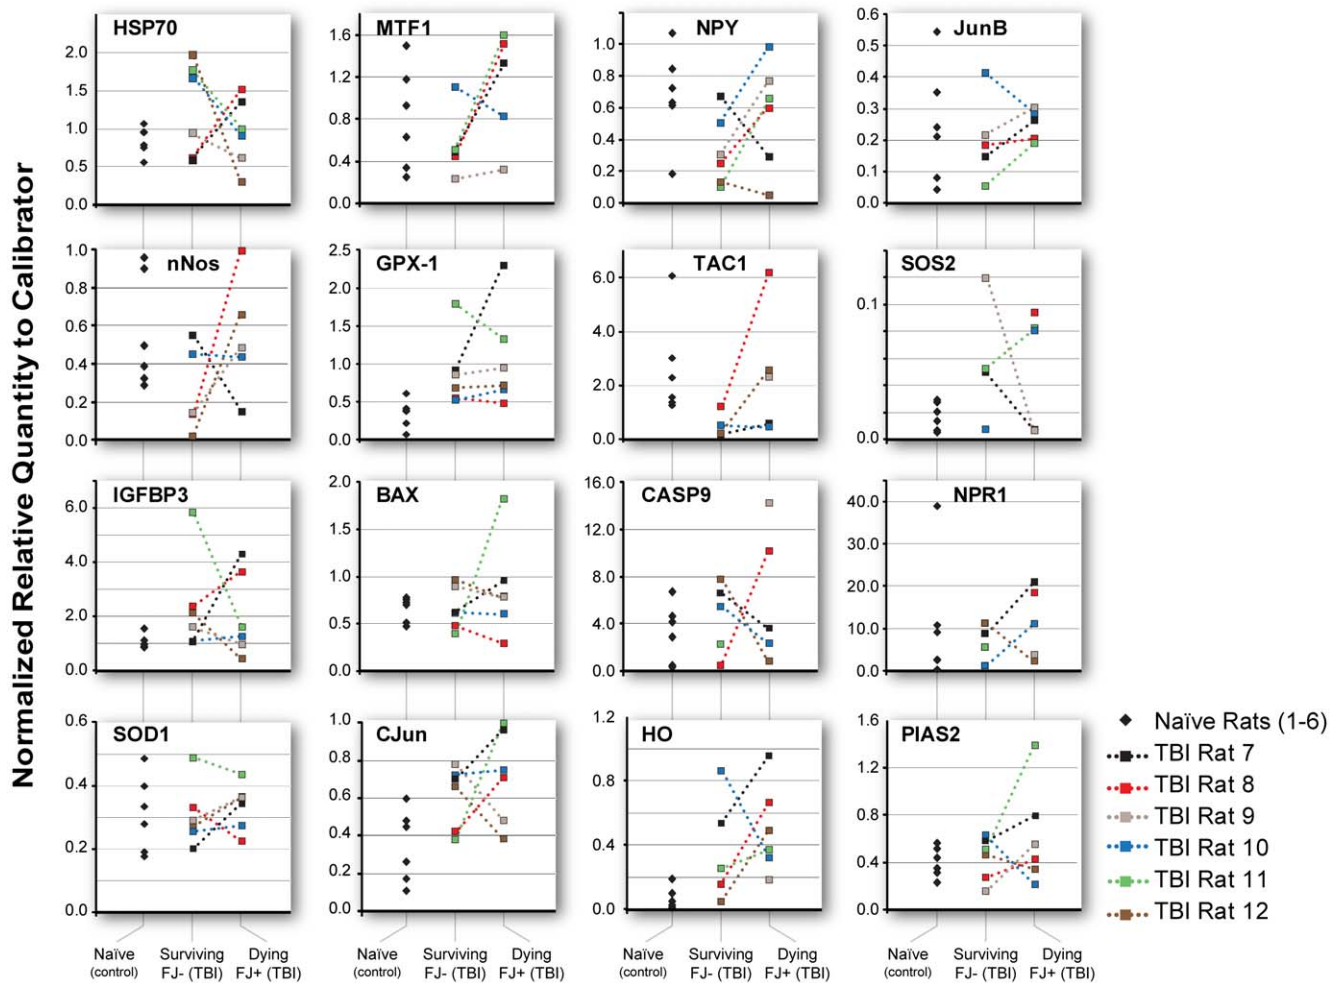 Normalized Relative Quantity to Calibrator
HSP70
2.0
1.5
1.0
0.5
0.0
MTF1
1.6
1.2
0.8
0.4
0.0
NPY
1.0
0.8
0.6
0.4
0.2
0.0
JunB
0.6
0.5
0.4
0.3
0.2
0.1
0.0
nNos
1.0
0.8
0.6
0.4
0.2
0.0
GPX-1
2.5
2.0
1.5
1.0
0.5
0.0
TAC1
6.0
4.0
2.0
0.0
SOS2
0.1
0.0
IGFBP3
6.0
4.0
2.0
0.0
BAX
2.0
1.5
1.0
0.5
0.0
CASP9
16.0
12.0
8.0
4.0
0.0
NPR1
40.0
30.0
20.0
10.0
0.0
SOD1
0.6
0.4
0.2
0.0
CJun
1.0
0.8
0.6
0.4
0.2
0.0
HO
1.2
0.8
0.4
0.0
PIAS2
1.6
1.2
0.8
0.4
0.0
Naïve Rats (1-6)
TBI Rat 7
TBI Rat 8
TBI Rat 9
TBI Rat 10
TBI Rat 11
TBI Rat 12
Naïve Surviving Dying
(control) FJ- (TBI) FJ+ (TBI)
Naïve Surviving Dying
(control) FJ- (TBI) FJ+ (TBI)
Naïve Surviving Dying
(control) FJ- (TBI) FJ+ (TBI)
Naïve Surviving Dying
(control) FJ- (TBI) FJ+ (TBI)